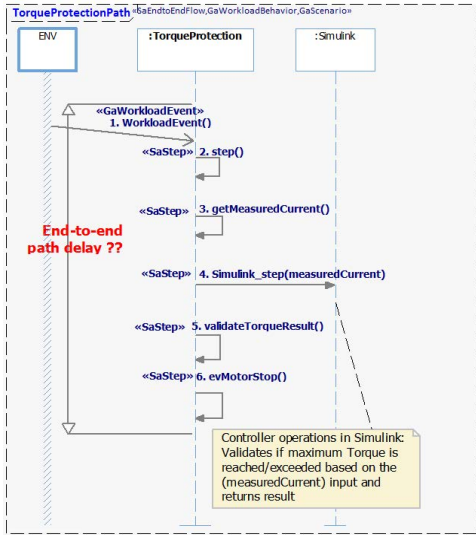 TorqueProtectionPath «SaEndtoEndFlow,GaWorkloadBehavior,GaScenario»
ENV
:TorqueProtection
:Simulink
«GaWorkloadEvent»
1. WorkloadEvent()
«SaStep» 2. step()
«SaStep» 3. getMeasuredCurrent()
End-to-end
path delay ??
«SaStep» 4. Simulink_step(measuredCurrent)
«SaStep» 5. validateTorqueResult()
«SaStep» 6. evMotorStop()
Controller operations in Simulink:
Validates if maximum Torque is
reached/exceeded based on the
(measuredCurrent) input and
returns result